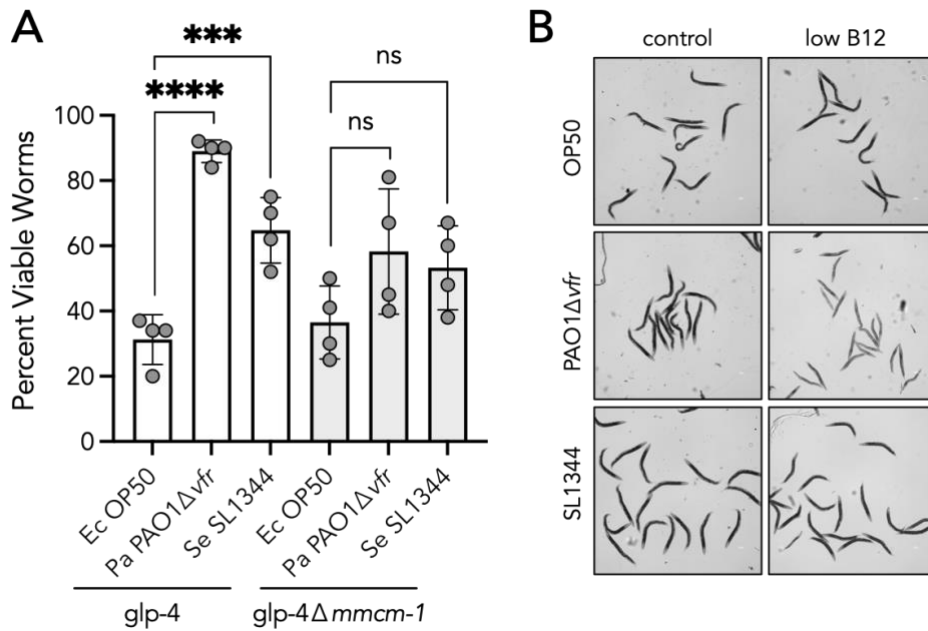 A
***
****
ns
ns
Percent Viable Worms
100
80
60
40
20
0
Ec OP50
Pa PAO1Δvfr
Se SL1344
Ec OP50
Pa PAO1Δvfr
Se SL1344
glp-4
glp-4Δmmcm-1
B
control
low B12
OP50
PAO1Δvfr
SL1344